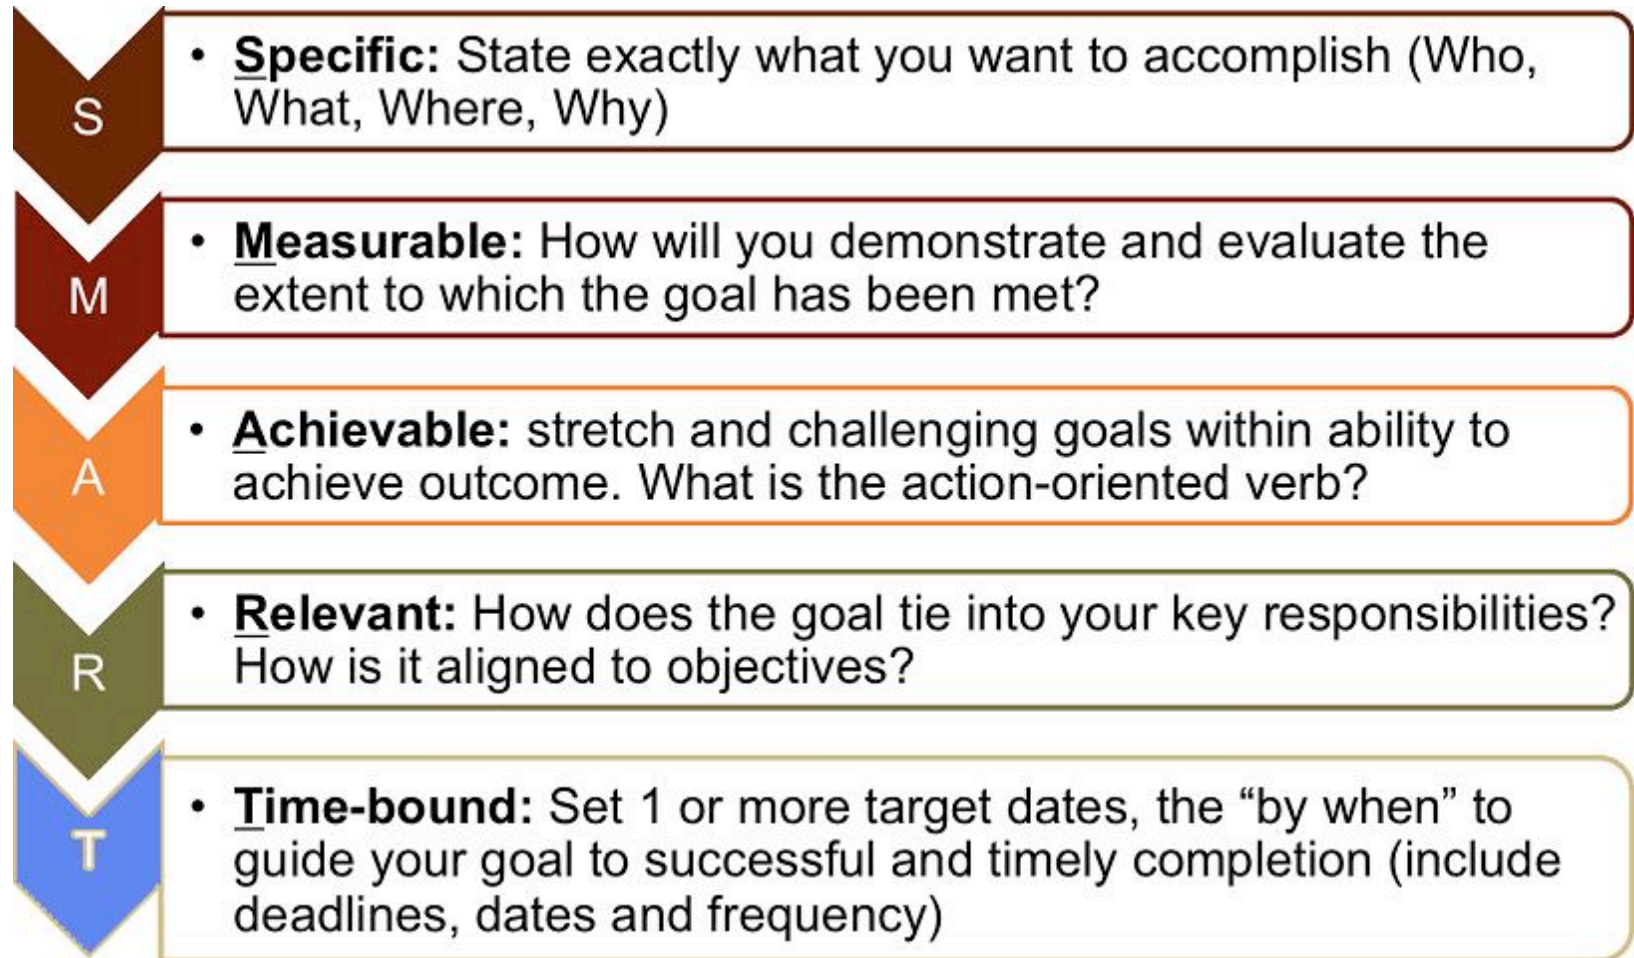 S
• Specific: State exactly what you want to accomplish (Who,
What, Where, Why)
M
• Measurable: How will you demonstrate and evaluate the
extent to which the goal has been met?
A
• Achievable: stretch and challenging goals within ability to
achieve outcome. What is the action-oriented verb?
R
• Relevant: How does the goal tie into your key responsibilities?
How is it aligned to objectives?
T
• Time-bound: Set 1 or more target dates, the “by when” to
guide your goal to successful and timely completion (include
deadlines, dates and frequency)